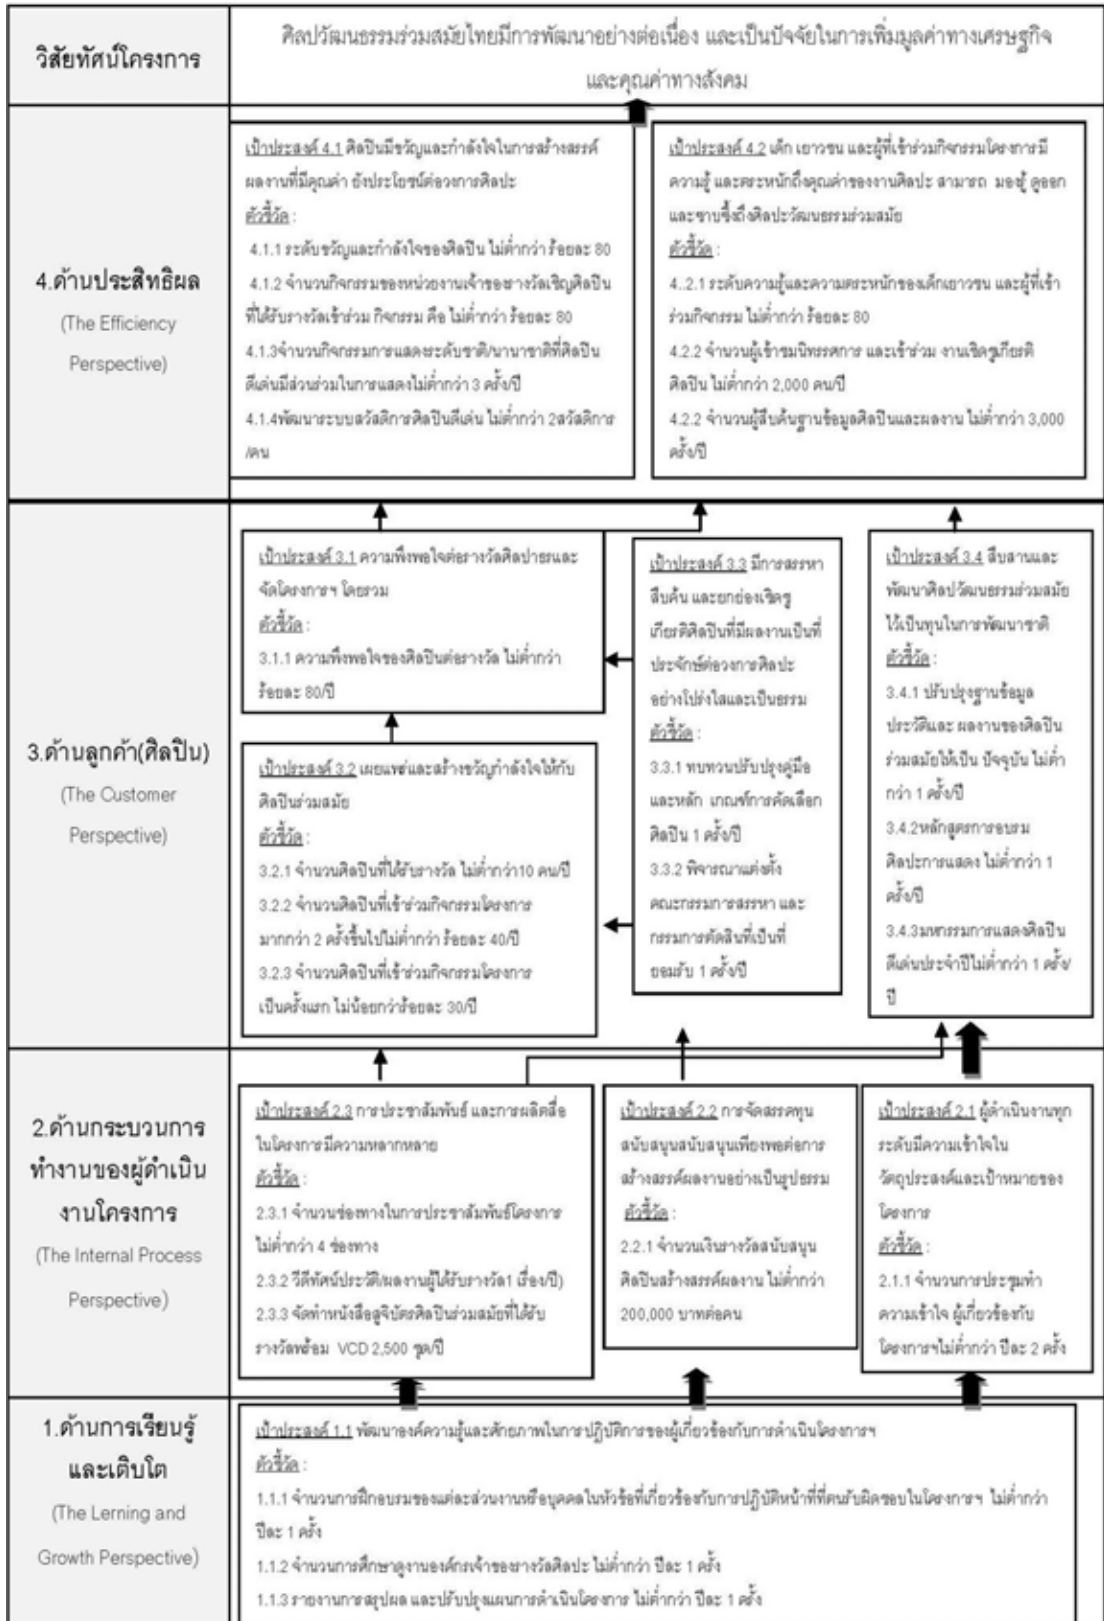 วิสัยทัศน์โครงการ
ศิลปวัฒนธรรมร่วมสมัยไทยมีการพัฒนาอย่างต่อเนื่อง และเป็นปัจจัยในการเพิ่มมูลค่าทางเศรษฐกิจ
และคุณค่าทางสังคม
4.ด้านประสิทธิผล
(The Efficiency
Perspective)
เป้าประสงค์ 4.1 ศิลปินมีขวัญและกำลังใจในการสร้างสรรค์
ผลงานที่มีคุณค่า ยังประโยชน์ต่อวงการศิลปะ
ตัวชี้วัด :
4.1.1 ระดับขวัญและกำลังใจของศิลปิน ไม่ต่ำกว่า ร้อยละ 80
4.1.2 จำนวนกิจกรรมของหน่วยงานเจ้าของรางวัลเชิญศิลปิน
ที่ได้รับรางวัลเข้าร่วม กิจกรรม คือ ไม่ต่ำกว่า ร้อยละ 80
4.1.3จำนวนกิจกรรมการแสดงระดับชาติ/นานาชาติที่ศิลปิน
ดีเด่นมีส่วนร่วมในการแสดงไม่ต่ำกว่า 3 ครั้ง/ปี
4.1.4พัฒนาระบบสวัสดิการศิลปินดีเด่น ไม่ต่ำกว่า 2สวัสดิการ
/คน
เป้าประสงค์ 4.2 เด็ก เยาวชน และผู้ที่เข้าร่วมกิจกรรมโครงการมี
ความรู้ และตระหนักถึงคุณค่าของงานศิลปะ สามารถ มองรู้ ดูออก
และซาบซึ้งถึงศิลปะวัฒนธรรมร่วมสมัย
ตัวชี้วัด :
4..2.1 ระดับความรู้และความตระหนักของเด็กเยาวชน และผู้ที่เข้า
ร่วมกิจกรรม ไม่ต่ำกว่า ร้อยละ 80
4.2.2 จำนวนผู้เข้าชมนิทรรศการ และเข้าร่วม งานเชิดชูเกียรติ
ศิลปิน ไม่ต่ำกว่า 2,000 คน/ปี
4.2.2 จำนวนผู้สืบค้นฐานข้อมูลศิลปินและผลงาน ไม่ต่ำกว่า 3,000
ครั้ง/ปี
3.ด้านลูกค้า(ศิลปิน)
(The Customer
Perspective)
เป้าประสงค์ 3.1 ความพึงพอใจต่อรางวัลศิลปาธรและ
จัดโครงการฯ โดยรวม
ตัวชี้วัด :
3.1.1 ความพึงพอใจของศิลปินต่อรางวัล ไม่ต่ำกว่า
ร้อยละ 80/ปี
เป้าประสงค์ 3.2 เผยแพร่และสร้างขวัญกำลังใจให้กับ
ศิลปินร่วมสมัย
ตัวชี้วัด :
3.2.1 จำนวนศิลปินที่ได้รับรางวัล ไม่ต่ำกว่า10 คน/ปี
3.2.2 จำนวนศิลปินที่เข้าร่วมกิจกรรมโครงการ
มากกว่า 2 ครั้งขึ้นไปไม่ต่ำกว่า ร้อยละ 40/ปี
3.2.3 จำนวนศิลปินที่เข้าร่วมกิจกรรมโครงการ
เป็นครั้งแรก ไม่น้อยกว่าร้อยละ 30/ปี
เป้าประสงค์ 3.3 มีการสรรหา
สืบค้น และยกย่องเชิดชู
เกียรติศิลปินที่มีผลงานเป็นที่
ประจักษ์ต่อวงการศิลปะ
อย่างโปร่งใสและเป็นธรรม
ตัวชี้วัด :
3.3.1 ทบทวนปรับปรุงคู่มือ
และหลัก เกณฑ์การคัดเลือก
ศิลปิน 1 ครั้ง/ปี
3.3.2 พิจารณาแต่งตั้ง
คณะกรรมการสรรหา และ
กรรมการตัดสินที่เป็นที่
ยอมรับ 1 ครั้ง/ปี
เป้าประสงค์ 3.4 สืบสานและ
พัฒนาศิลปวัฒนธรรมร่วมสมัย
ไว้เป็นทุนในการพัฒนาชาติ
ตัวชี้วัด :
3.4.1 ปรับปรุงฐานข้อมูล
ประวัติและ ผลงานของศิลปิน
ร่วมสมัยให้เป็น ปัจจุบัน ไม่ต่ำ
กว่า 1 ครั้ง/ปี
3.4.2หลักสูตรการอบรม
ศิลปะการแสดง ไม่ต่ำกว่า 1
ครั้ง/ปี
3.4.3มหกรรมการแสดงศิลปิน
ดีเด่นประจำปีไม่ต่ำกว่า 1 ครั้ง/
ปี
2.ด้านกระบวนการ
ทำงานของผู้ดำเนิน
งานโครงการ
(The Internal Process
Perspective)
เป้าประสงค์ 2.3 การประชาสัมพันธ์ และการผลิตสื่อ
ในโครงการมีความหลากหลาย
ตัวชี้วัด :
2.3.1 จำนวนช่องทางในการประชาสัมพันธ์โครงการ
ไม่ต่ำกว่า 4 ช่องทาง
2.3.2 วีดีทัศน์ประวัติ/ผลงานผู้ได้รับรางวัล1 เรื่อง/ปี)
2.3.3 จัดทำหนังสือสูจิบัตรศิลปินร่วมสมัยที่ได้รับ
รางวัลพร้อม VCD 2,500 ชุด/ปี
เป้าประสงค์ 2.2 การจัดสรรคทุน
สนับสนุนสนับสนุนเพียงพอต่อการ
สร้างสรรค์ผลงานอย่างเป็นรูปธรรม
ตัวชี้วัด :
2.2.1 จำนวนเงินรางวัลสนับสนุน
ศิลปินสร้างสรรค์ผลงาน ไม่ต่ำกว่า
200,000 บาทต่อคน
เป้าประสงค์ 2.1 ผู้ดำเนินงานทุก
ระดับมีความเข้าใจใน
วัตถุประสงค์และเป้าหมายของ
โครงการ
ตัวชี้วัด :
2.1.1 จำนวนการประชุมทำ
ความเข้าใจ ผู้เกี่ยวข้องกับ
โครงการฯไม่ต่ำกว่า ปีละ 2 ครั้ง
1.ด้านการเรียนรู้
และเติบโต
(The Lerning and
Growth Perspective)
เป้าประสงค์ 1.1 พัฒนาองค์ความรู้และศักยภาพในการปฏิบัติการของผู้เกี่ยวข้องกับการดำเนินโครงการฯ
ตัวชี้วัด :
1.1.1 จำนวนการฝึกอบรมของแต่ละส่วนงานหรือบุคคลในหัวข้อที่เกี่ยวข้องกับการปฏิบัติหน้าที่ที่ตนรับผิดชอบในโครงการฯ ไม่ต่ำกว่า
ปีละ 1 ครั้ง
1.1.2 จำนวนการศึกษาดูงานองค์กรเจ้าของรางวัลศิลปะ ไม่ต่ำกว่า ปีละ 1 ครั้ง
1.1.3 รายงานการสรุปผล และปรับปรุงแผนการดำเนินโครงการ ไม่ต่ำกว่า ปีละ 1 ครั้ง